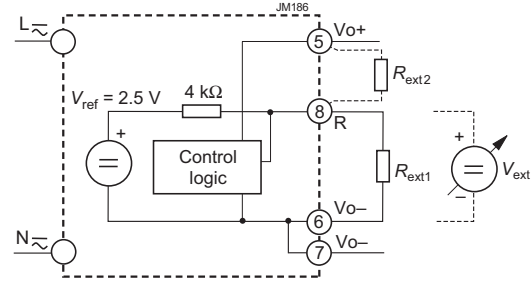 JM186
L
Vo+
5
Rext2
Vref = 2.5 V
4 kΩ
8
R
+
+
Control
logic
Rext1
Vext
–
6
Vo–
N
7
Vo–